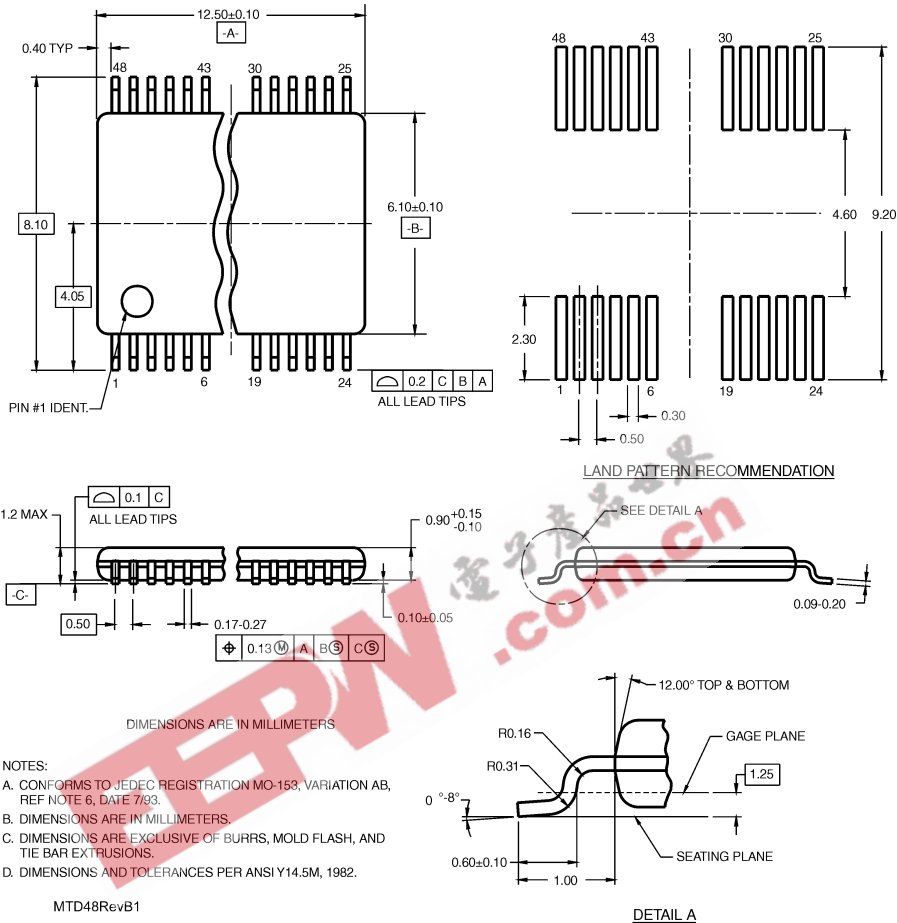 12.50±0.10
-A-
0.40 TYP
48 43 30 25
8.10
4.05
6.10±0.10
-B-
1 6 19 24
0.2 C B A
ALL LEAD TIPS
PIN #1 IDENT.
48 43 30 25
4.60
9.20
2.30
1 6 19 24
0.30
0.50
LAND PATTERN RECOMMENDATION
0.1 C
ALL LEAD TIPS
1.2 MAX
0.90 +0.15
-0.10
-C-
0.10±0.05
0.50
0.17-0.27
0.13 Ⓜ A BⓈ CⓈ
SEE DETAIL A
0.09-0.20
电子产品世界
EEPW.com.cn
DIMENSIONS ARE IN MILLIMETERS
12.00° TOP & BOTTOM
R0.16
GAGE PLANE
R0.31
1.25
0°-8°
SEATING PLANE
0.60±0.10
1.00
DETAIL A
NOTES:
A. CONFORMS TO JEDEC REGISTRATION MO-153, VARIATION AB,
REF NOTE 6, DATE 7/93.
B. DIMENSIONS ARE IN MILLIMETERS.
C. DIMENSIONS ARE EXCLUSIVE OF BURRS, MOLD FLASH, AND
TIE BAR EXTRUSIONS.
D. DIMENSIONS AND TOLERANCES PER ANSI Y14.5M, 1982.
MTD48RevB1